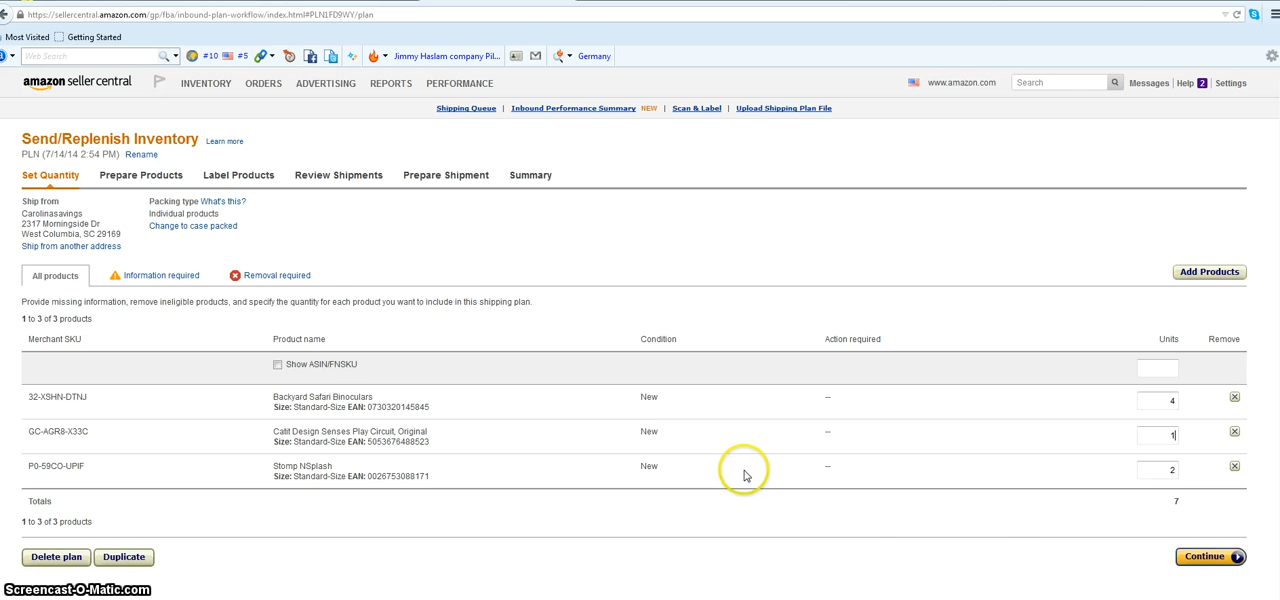 https://sellercentral.amazon.com/gp/fba/inbound-plan-workflow/index.html#PLN1FD9WY/plan
Most Visited Getting Started
Web Search #10 #5 Jimmy Haslam company Pil... Germany
amazon seller central INVENTORY ORDERS ADVERTISING REPORTS PERFORMANCE www.amazon.com Search Messages | Help 2 | Settings
Shipping Queue | Inbound Performance Summary NEW | Scan & Label | Upload Shipping Plan File
Send/Replenish Inventory Learn more
PLN (7/14/14 2:54 PM) Rename
Set Quantity Prepare Products Label Products Review Shipments Prepare Shipment Summary
Ship from Packing type What's this?
Carolinasavings Individual products
2317 Morningside Dr Change to case packed
West Columbia, SC 29169
Ship from another address
All products Information required Removal required Add Products
Provide missing information, remove ineligible products, and specify the quantity for each product you want to include in this shipping plan.
1 to 3 of 3 products
Merchant SKU Product name Condition Action required Units Remove
Show ASIN/FNSKU
32-XSHN-DTNJ Backyard Safari Binoculars New -- 4
Size: Standard-Size EAN: 0730320145845
GC-AGR8-X33C Catit Design Senses Play Circuit, Original New -- 1
Size: Standard-Size EAN: 5053676488523
P0-59CO-UPIF Stomp NSplash New -- 2
Size: Standard-Size EAN: 0026753088171
Totals 7
1 to 3 of 3 products
Delete plan Duplicate Continue
Screencast-O-Matic.com